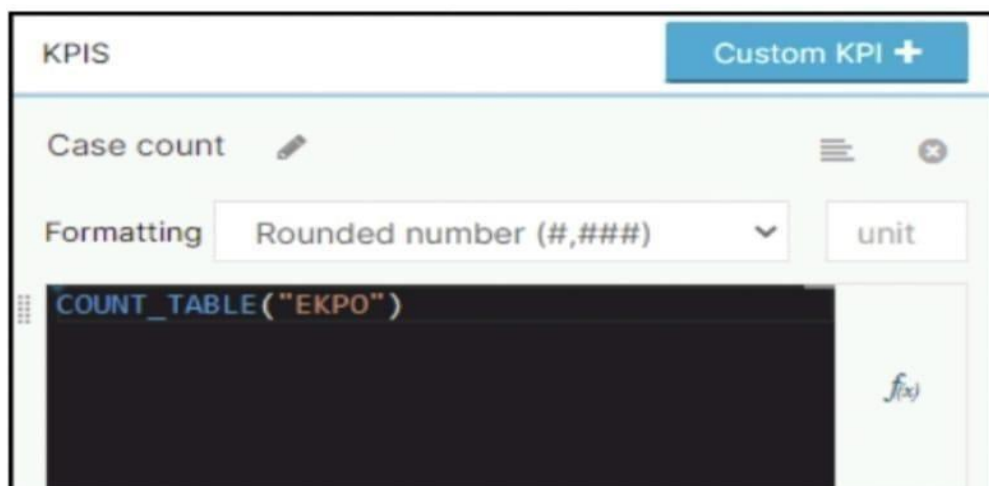 KPIS
Custom KPI +
Case count
Formatting
Rounded number (#,###)
unit
COUNT_TABLE("EKPO")
f(x)